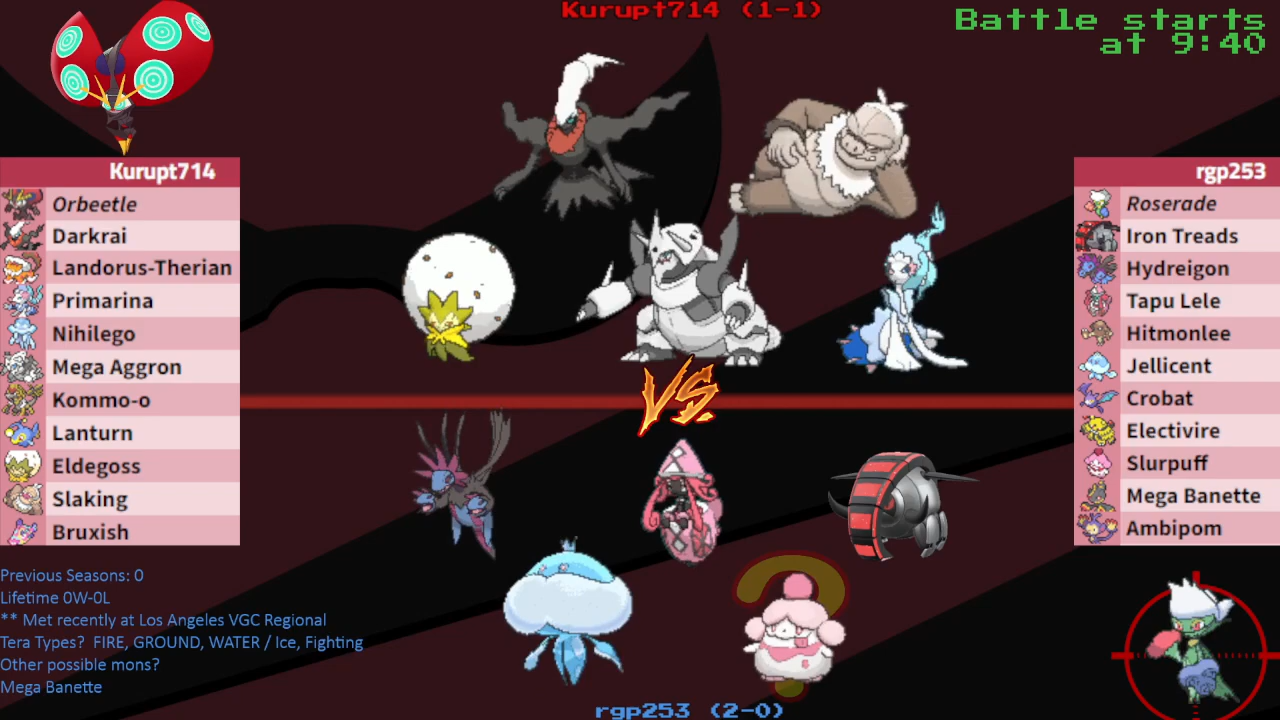 Kurupt714 (1-1)
Battle starts
at 9:40
Kurupt714
Orbeetle
Darkrai
Landorus-Therian
Primarina
Nihilego
Mega Aggron
Kommo-o
Lanturn
Eldegoss
Slaking
Bruxish
VS
rgp253
Roserade
Iron Treads
Hydreigon
Tapu Lele
Hitmonlee
Jellicent
Crobat
Electivire
Slurpuff
Mega Banette
Ambipom
Previous Seasons: 0
Lifetime 0W-0L
** Met recently at Los Angeles VGC Regional
Tera Types? FIRE, GROUND, WATER / Ice, Fighting
Other possible mons?
Mega Banette
?
rgp253 (2-0)